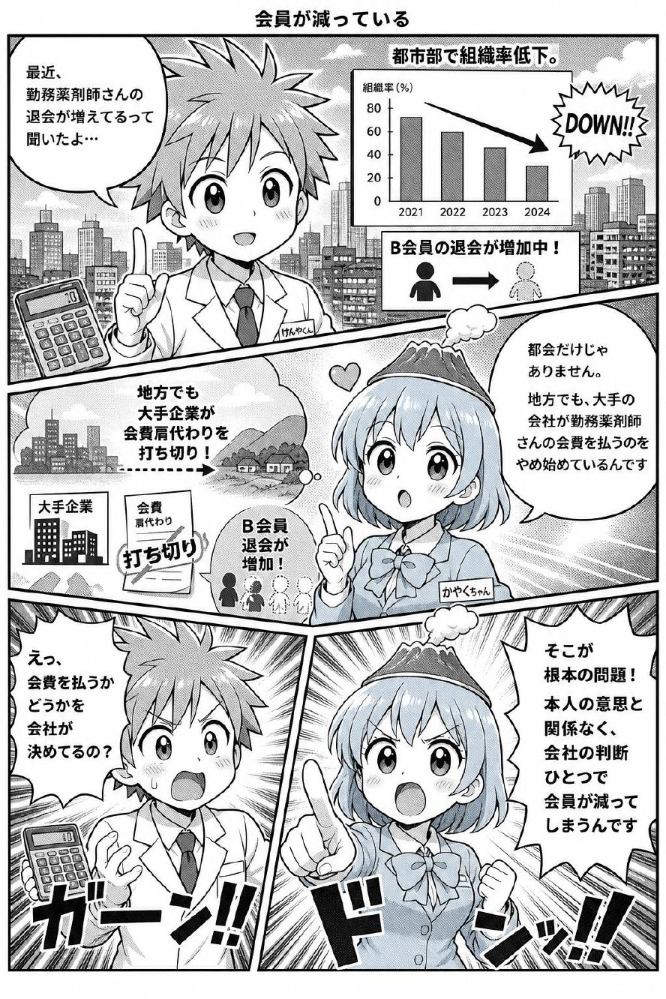 会員が減っている
最近、
勤務薬剤師さんの
退会が増えてるって
聞いたよ…
都市部で組織率低下。
組織率(%)
80
60
40
20
0
2021 2022 2023 2024
DOWN!!
B会員の退会が増加中！
けんやくん
都会だけじゃ
ありません。
地方でも、大手の
会社が勤務薬剤師
さんの会費を払うのを
やめ始めているんです
地方でも
大手企業が
会費肩代わりを
打ち切り！
大手企業
会費
肩代わり
打ち切り
B会員
退会が
増加！
かやくちゃん
えっ、
会費を払うか
どうかを
会社が
決めてるの？
ガーン!!
そこが
根本の問題！
本人の意思と
関係なく、
会社の判断
ひとつで
会員が減って
しまうんです
ドンッ!!